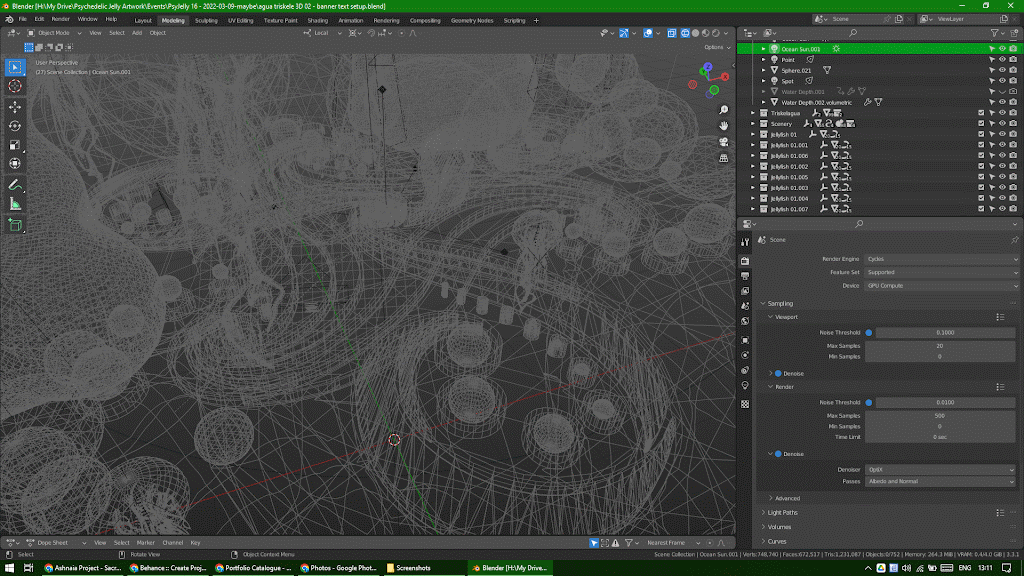 Blender [H:\My Drive\Psychedelic Jelly Artwork\Events\PsyJelly 16 - 2022-03-09-maybe\agua triskele 3D 02 - banner text setup.blend]
File Edit Render Window Help Layout Modeling Sculpting UV Editing Texture Paint Shading Animation Rendering Compositing Geometry Nodes Scripting + Scene ViewLayer
Object Mode View Select Add Object Local
Options
User Perspective
(27) Scene Collection | Ocean Sun.001
Z
Ocean Sun.001
Point
Sphere.021
Spot
Water Depth.001
Water Depth.002.volumetric
Triskelague
Scenery
Jellyfish 01
Jellyfish 01.001
Jellyfish 01.006
Jellyfish 01.002
Jellyfish 01.005
Jellyfish 01.003
Jellyfish 01.004
Jellyfish 01.007
Scene
Render Engine Cycles
Feature Set Supported
Device GPU Compute
Sampling
Viewport
Noise Threshold 0.1000
Max Samples 20
Min Samples 0
Denoise
Render
Noise Threshold 0.0100
Max Samples 500
Min Samples 0
Time Limit 0 sec
Denoise
Denoiser OptiX
Passes Albedo and Normal
Advanced
Light Paths
Volumes
Curves
Dope Sheet View Select Marker Channel Key Nearest Frame
Select Rotate View Object Context Menu Scene Collection | Ocean Sun.001 | Verts:748,740 | Faces:672,517 | Tris:1,231,087 | Objects:0/752 | Memory: 264.3 MiB | VRAM: 0.4/4.0 GiB | 3.3.1
Ashnaia Project - Sacr... Behance :: Create Proj... Portfolio Catalogue - ... Photos - Google Phot... Screenshots Blender [H:\My Drive... ENG 13:11